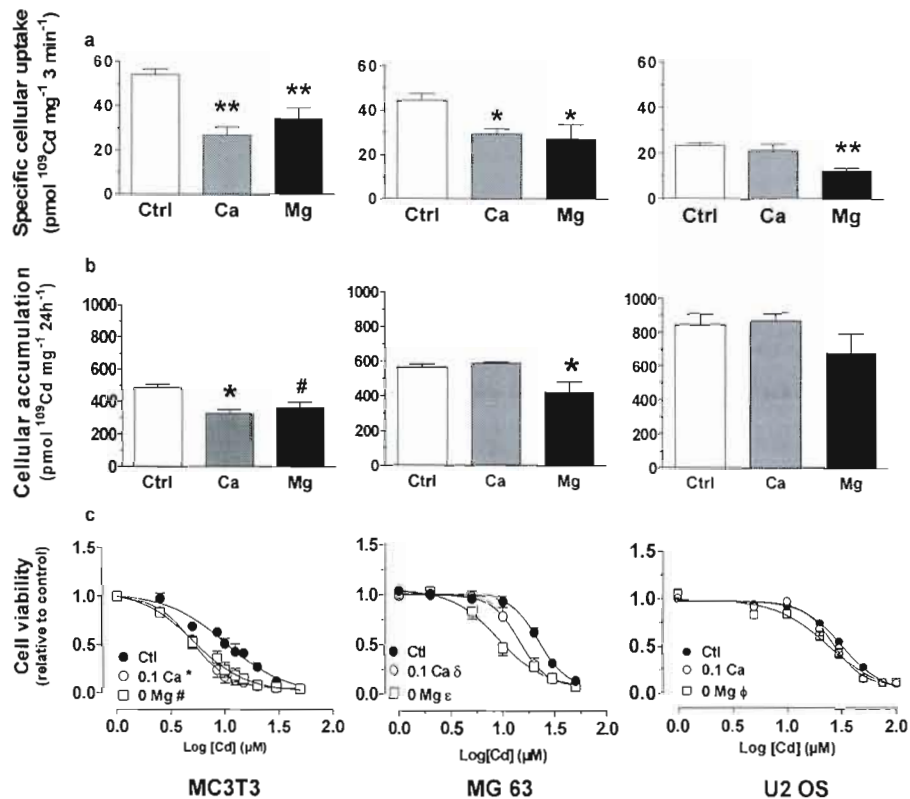 a
Specific cellular uptake
(pmol ¹⁰⁹Cd mg⁻¹ 3 min⁻¹)
60
40
20
0
**
**
Ctrl Ca Mg
60
40
20
0
*
*
Ctrl Ca Mg
60
40
20
0
**
Ctrl Ca Mg
b
Cellular accumulation
(pmol ¹⁰⁹Cd mg⁻¹ 24h⁻¹)
1000
800
600
400
200
0
*
#
Ctrl Ca Mg
1000
800
600
400
200
0
*
Ctrl Ca Mg
1000
800
600
400
200
0
Ctrl Ca Mg
c
Cell viability
(relative to control)
1.5
1.0
0.5
0.0
Ctl
0.1 Ca *
0 Mg #
0.0 0.5 1.0 1.5 2.0
Log [Cd] (µM)
MC3T3
1.5
1.0
0.5
0.0
Ctl
0.1 Ca δ
0 Mg ε
0.0 0.5 1.0 1.5 2.0
Log[Cd] (µM)
MG 63
1.5
1.0
0.5
0.0
Ctl
0.1 Ca
0 Mg ϕ
0.0 0.5 1.0 1.5 2.0
Log [Cd] (µM)
U2 OS